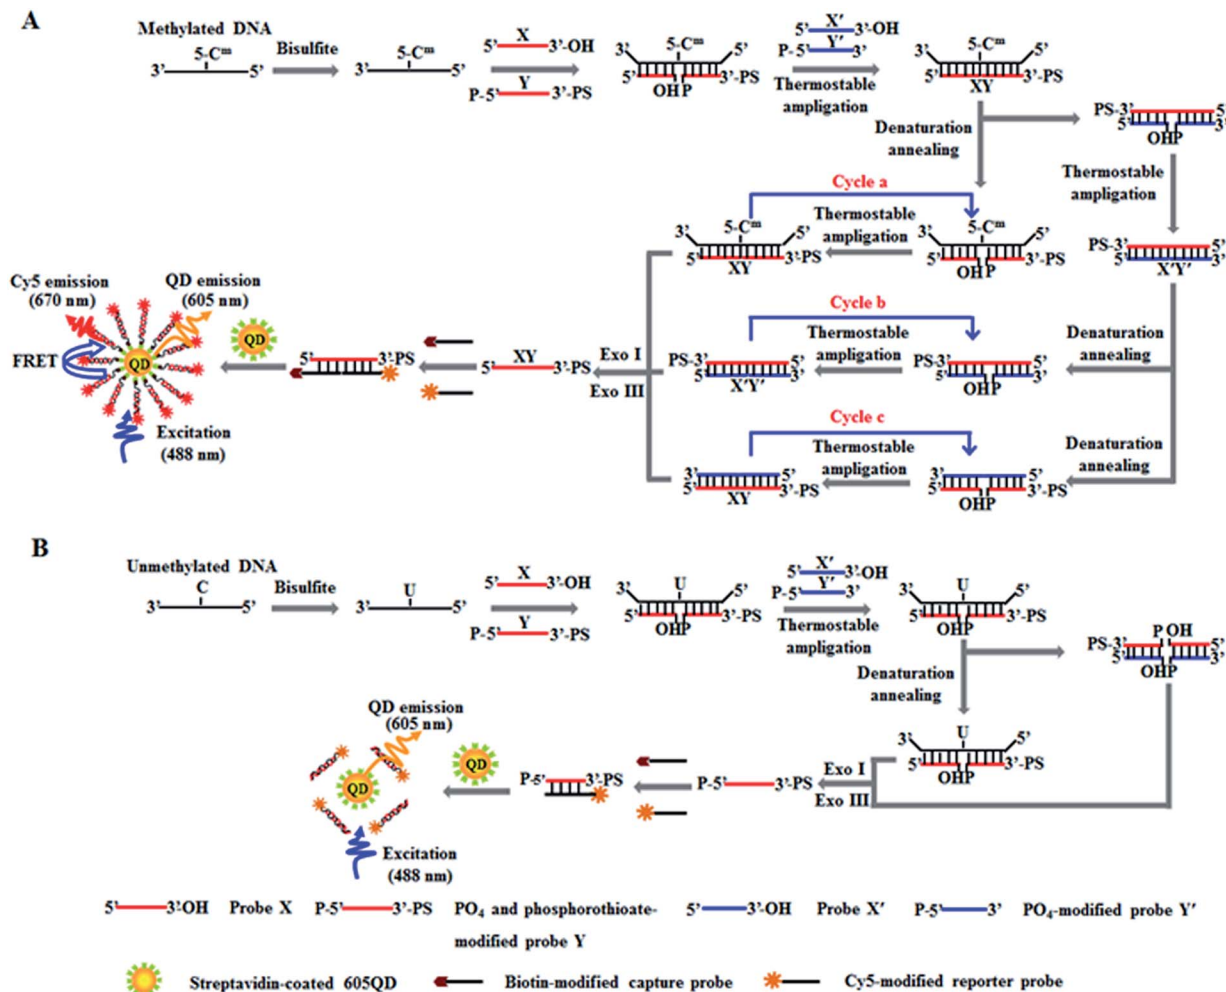 A
Methylated DNA
5-Cᵐ
3’ 5’
Bisulfite
5-Cᵐ
3’ 5’
X
5’ 3’-OH
Y
P-5’ 3’-PS
5-Cᵐ
3’ 5’
5’ 3’-PS
OHP
X′
5’ 3’-OH
Y′
P-5’ 3’
Thermostable
ampligation
5-Cᵐ
3’ 5’
5’ 3’-PS
XY
Denaturation
annealing
PS-3’ 5’
5’ 3’
OHP
Thermostable
ampligation
PS-3’ 5’
5’ 3’
X′Y′
Cycle a
Thermostable
ampligation
5-Cᵐ
3’ 5’
5’ 3’-PS
XY
5-Cᵐ
3’ 5’
5’ 3’-PS
OHP
Cycle b
Thermostable
ampligation
PS-3’ 5’
5’ 3’
X′Y′
PS-3’ 5’
5’ 3’
OHP
Denaturation
annealing
Cycle c
Thermostable
ampligation
3’ 5’
5’ 3’-PS
XY
3’ 5’
5’ 3’-PS
OHP
Denaturation
annealing
Exo I
Exo III
XY
5’ 3’-PS
5’ 3’-PS
QD
Cy5 emission
(670 nm)
QD emission
(605 nm)
FRET
QD
Excitation
(488 nm)
B
Unmethylated DNA
C
3’ 5’
Bisulfite
U
3’ 5’
X
5’ 3’-OH
Y
P-5’ 3’-PS
U
3’ 5’
5’ 3’-PS
OHP
X′
5’ 3’-OH
Y′
P-5’ 3’
Thermostable
ampligation
U
3’ 5’
5’ 3’-PS
OHP
Denaturation
annealing
P OH
PS-3’ 5’
5’ 3’
OHP
U
3’ 5’
5’ 3’-PS
OHP
Exo I
Exo III
P-5’ 3’-PS
P-5’ 3’-PS
QD
QD emission
(605 nm)
QD
Excitation
(488 nm)
5’ 3’-OH Probe X P-5’ 3’-PS PO₄ and phosphorothioate- 5’ 3’-OH Probe X′ P-5’ 3’ PO₄-modified probe Y′
modified probe Y
Streptavidin-coated 605QD Biotin-modified capture probe Cy5-modified reporter probe